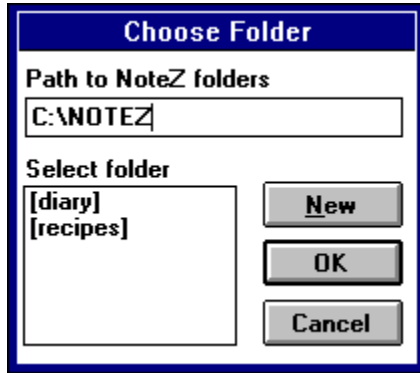 Choose Folder
Path to NoteZ folders
C:\NOTEZ
Select folder
[diary]
[recipes]
New
OK
Cancel